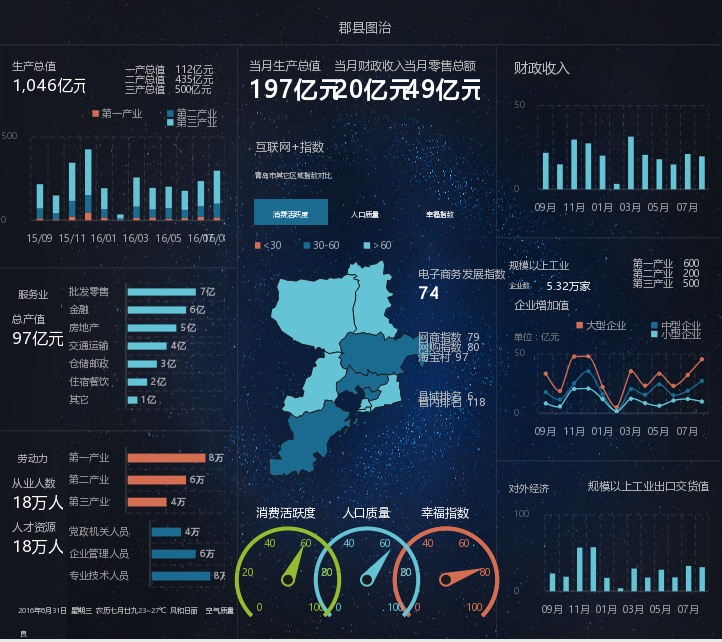 郡县图治
生产总值
1,046亿元
一产总值 112亿元
二产总值 435亿元
三产总值 500亿元
第一产业
第二产业
第三产业
500
0
15/09 15/11 16/01 16/03 16/05 16/07
服务业
总产值
97亿元
批发零售 7亿
金融 6亿
房地产 5亿
交通运输 4亿
仓储邮政 3亿
住宿餐饮 2亿
其它 1亿
劳动力
从业人数
18万人
人才资源
18万人
第一产业 8万
第二产业 6万
第三产业 4万
党政机关人员 4万
企业管理人员 6万
专业技术人员 8万
2016年8月31日 星期三 农历七月廿九23~27℃ 风和日丽 空气质量
良
当月生产总值
197亿元
当月财政收入
20亿元
当月零售总额
49亿元
互联网+指数
青岛市其它区域指数对比
消费活跃度
人口质量
幸福指数
<30
30-60
>60
电子商务发展指数
74
网商指数 79
网购指数 80
淘宝村 97
县域排名 6
省内排名 118
消费活跃度
0 20 40 60 80 100
人口质量
0 40 60 80 100
幸福指数
0 40 60 80 100
财政收入
50
0
09月 11月 01月 03月 05月 07月
规模以上工业
企业数 5.32万家
第一产业 600
第二产业 200
第三产业 500
企业增加值
大型企业
中型企业
小型企业
单位：亿元
50
0
09月 11月 01月 03月 05月 07月
对外经济
规模以上工业出口交货值
100
0
09月 11月 01月 03月 05月 07月